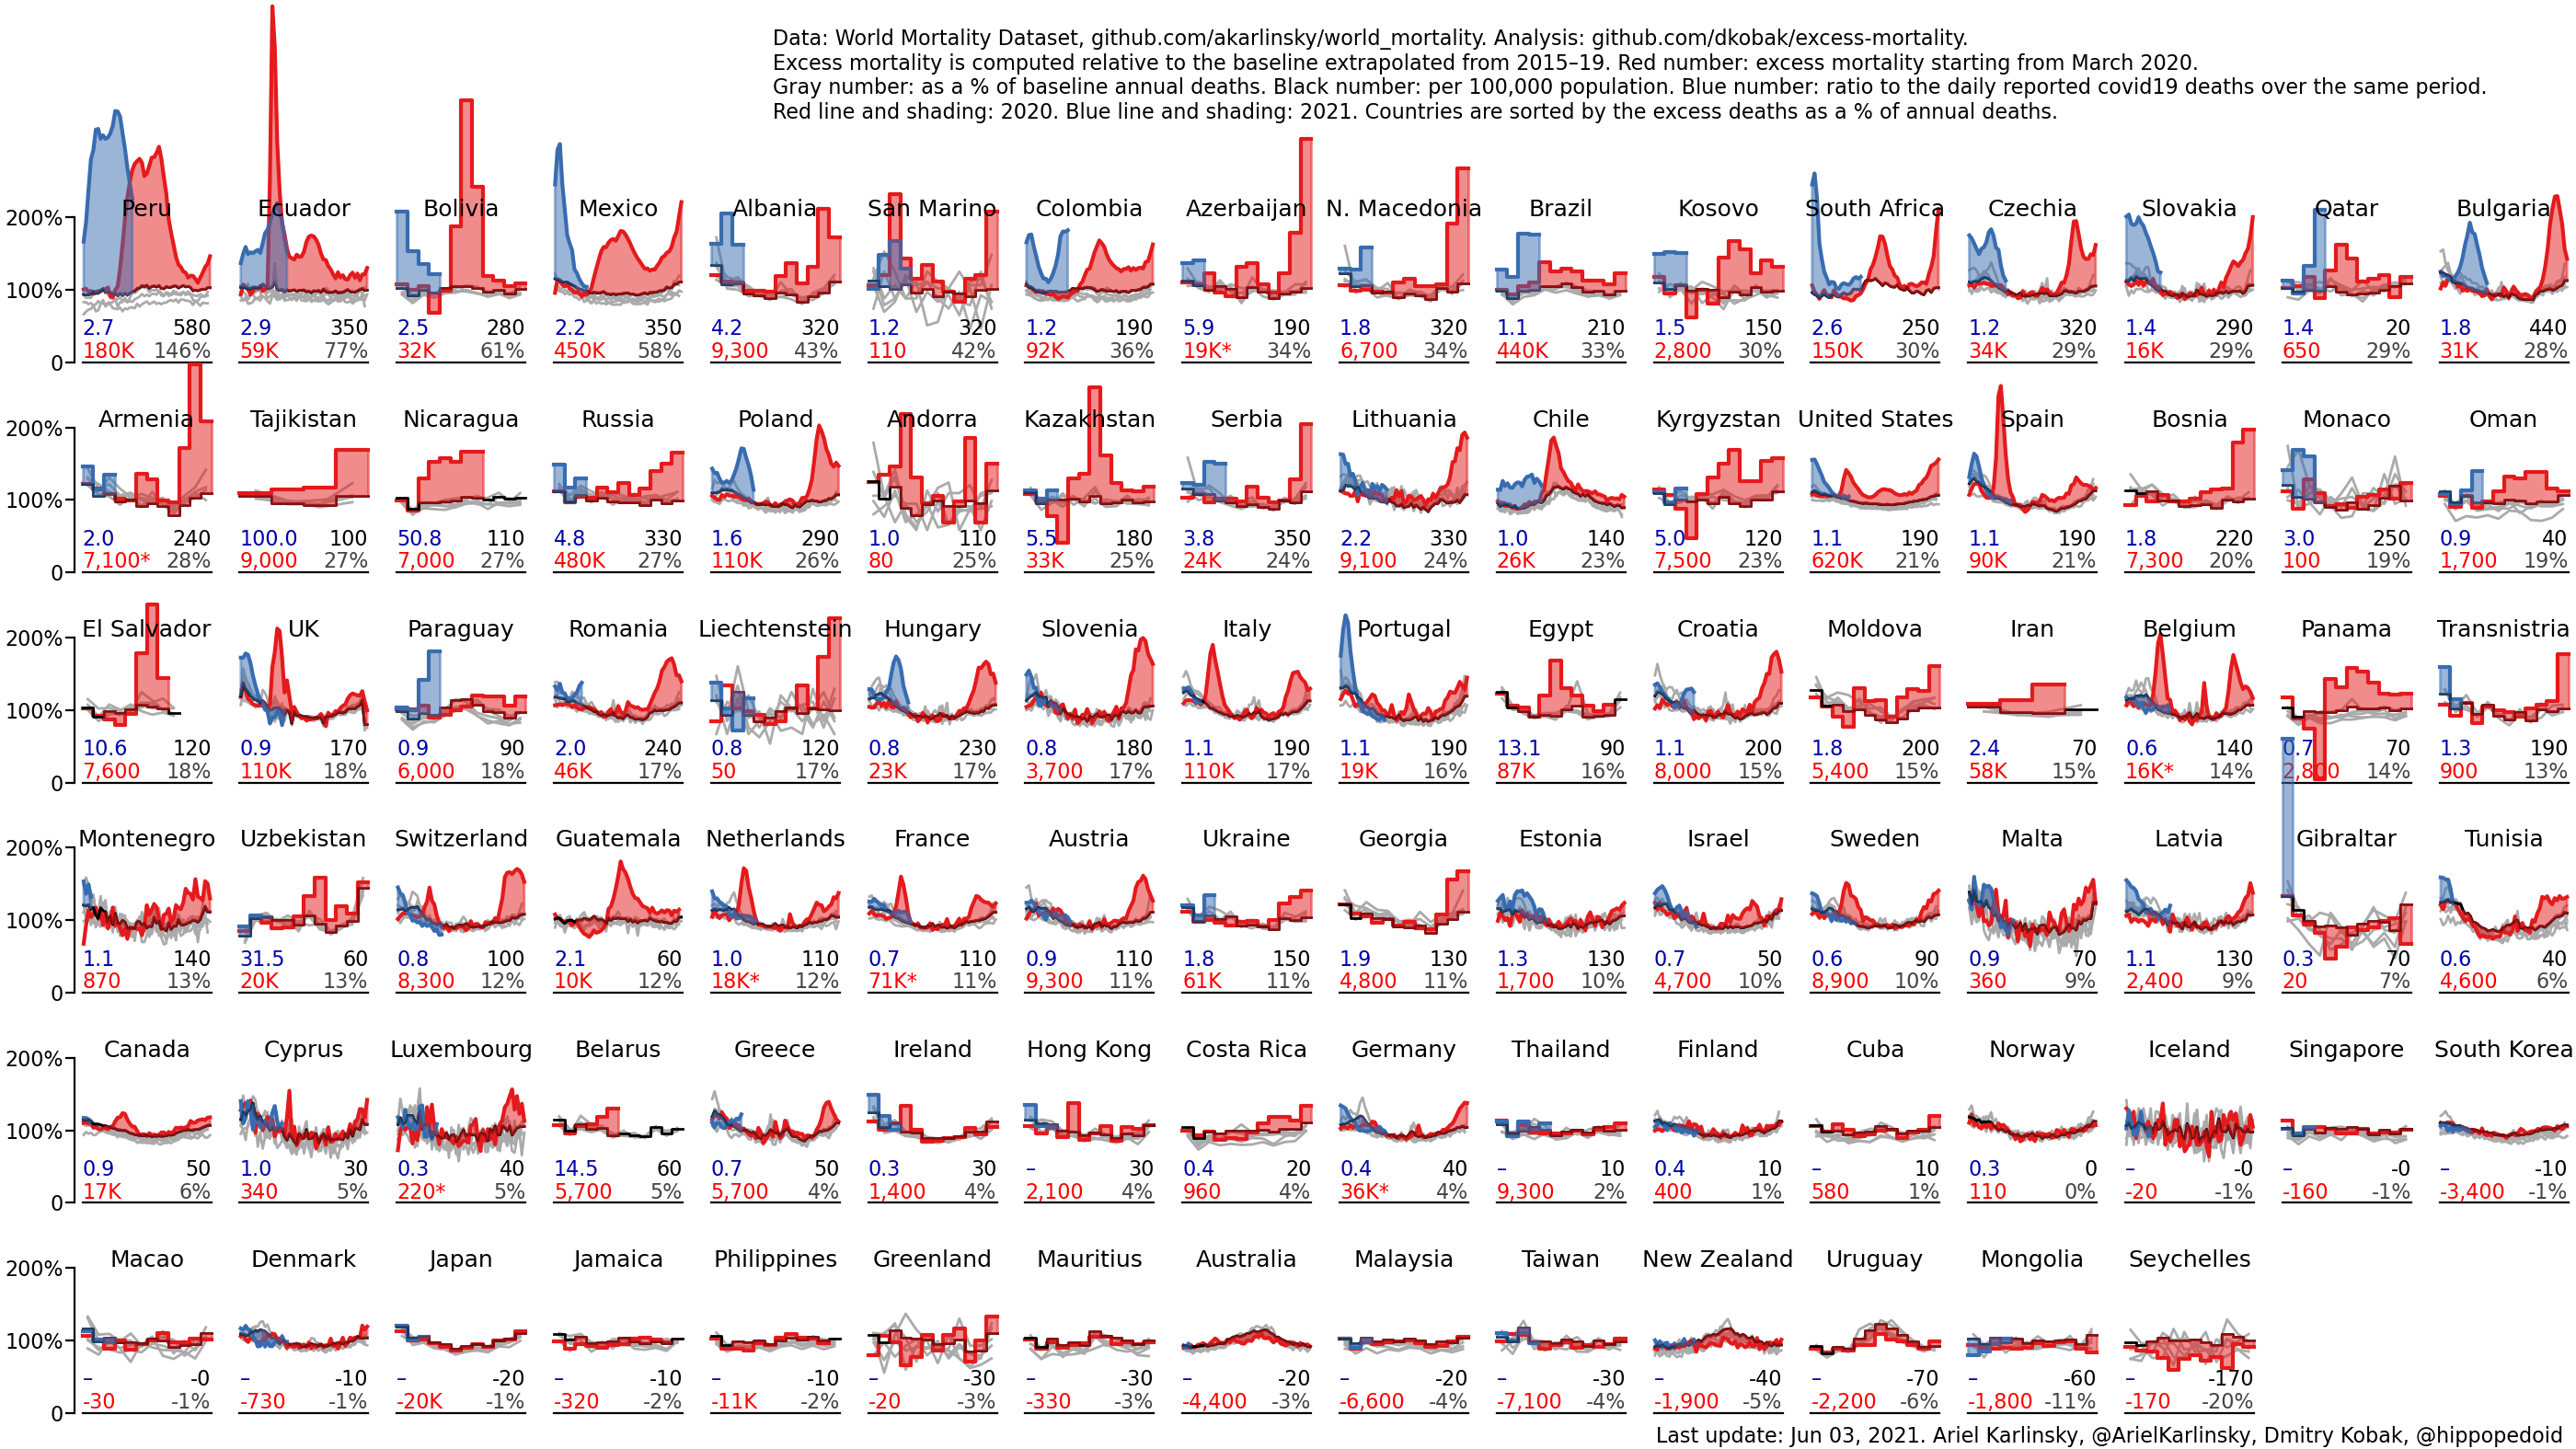 Data: World Mortality Dataset, github.com/akarlinsky/world_mortality. Analysis: github.com/dkobak/excess-mortality.
Excess mortality is computed relative to the baseline extrapolated from 2015–19. Red number: excess mortality starting from March 2020.
Gray number: as a % of baseline annual deaths. Black number: per 100,000 population. Blue number: ratio to the daily reported covid19 deaths over the same period.
Red line and shading: 2020. Blue line and shading: 2021. Countries are sorted by the excess deaths as a % of annual deaths.
200% Peru Ecuador Bolivia Mexico Albania San Marino Colombia Azerbaijan N. Macedonia Brazil Kosovo South Africa Czechia Slovakia Qatar Bulgaria
100%
2.7 580 2.9 350 2.5 280 2.2 350 4.2 320 1.2 320 1.2 190 5.9 190 1.8 320 1.1 210 1.5 150 2.6 250 1.2 320 1.4 290 1.4 20 1.8 440
0 180K 146% 59K 77% 32K 61% 450K 58% 9,300 43% 110 42% 92K 36% 19K* 34% 6,700 34% 440K 33% 2,800 30% 150K 30% 34K 29% 16K 29% 650 29% 31K 28%
200% Armenia Tajikistan Nicaragua Russia Poland Andorra Kazakhstan Serbia Lithuania Chile Kyrgyzstan United States Spain Bosnia Monaco Oman
100%
2.0 240 100.0 100 50.8 110 4.8 330 1.6 290 1.0 110 5.5 180 3.8 350 2.2 330 1.0 140 5.0 120 1.1 190 1.1 190 1.8 220 3.0 250 0.9 40
0 7,100* 28% 9,000 27% 7,000 27% 480K 27% 110K 26% 80 25% 33K 25% 24K 24% 9,100 24% 26K 23% 7,500 23% 620K 21% 90K 21% 7,300 20% 100 19% 1,700 19%
200% El Salvador UK Paraguay Romania Liechtenstein Hungary Slovenia Italy Portugal Egypt Croatia Moldova Iran Belgium Panama Transnistria
100%
10.6 120 0.9 170 0.9 90 2.0 240 0.8 120 0.8 230 0.8 180 1.1 190 1.1 190 13.1 90 1.1 200 1.8 200 2.4 70 0.6 140 0.7 70 1.3 190
0 7,600 18% 110K 18% 6,000 18% 46K 17% 50 17% 23K 17% 3,700 17% 110K 17% 19K 16% 87K 16% 8,000 15% 5,400 15% 58K 15% 16K* 14% 2,800 14% 900 13%
200% Montenegro Uzbekistan Switzerland Guatemala Netherlands France Austria Ukraine Georgia Estonia Israel Sweden Malta Latvia Gibraltar Tunisia
100%
1.1 140 31.5 60 0.8 100 2.1 60 1.0 110 0.7 110 0.9 110 1.8 150 1.9 130 1.3 130 0.7 50 0.6 90 0.9 70 1.1 130 0.3 70 0.6 40
0 870 13% 20K 13% 8,300 12% 10K 12% 18K* 12% 71K* 11% 9,300 11% 61K 11% 4,800 11% 1,700 10% 4,700 10% 8,900 10% 360 9% 2,400 9% 20 7% 4,600 6%
200% Canada Cyprus Luxembourg Belarus Greece Ireland Hong Kong Costa Rica Germany Thailand Finland Cuba Norway Iceland Singapore South Korea
100%
0.9 50 1.0 30 0.3 40 14.5 60 0.7 50 0.3 30 – 30 0.4 20 0.4 40 – 10 0.4 10 – 10 0.3 0 – -0 – -0 – -10
0 17K 6% 340 5% 220* 5% 5,700 5% 5,700 4% 1,400 4% 2,100 4% 960 4% 36K* 4% 9,300 2% 400 1% 580 1% 110 0% -20 -1% -160 -1% -3,400 -1%
200% Macao Denmark Japan Jamaica Philippines Greenland Mauritius Australia Malaysia Taiwan New Zealand Uruguay Mongolia Seychelles
100%
– -0 – -10 – -20 – -10 – -10 – -30 – -30 – -20 – -20 – -30 – -40 – -70 – -60 – -170
0 -30 -1% -730 -1% -20K -1% -320 -2% -11K -2% -20 -3% -330 -3% -4,400 -3% -6,600 -4% -7,100 -4% -1,900 -5% -2,200 -6% -1,800 -11% -170 -20%
Last update: Jun 03, 2021. Ariel Karlinsky, @ArielKarlinsky, Dmitry Kobak, @hippopedoid